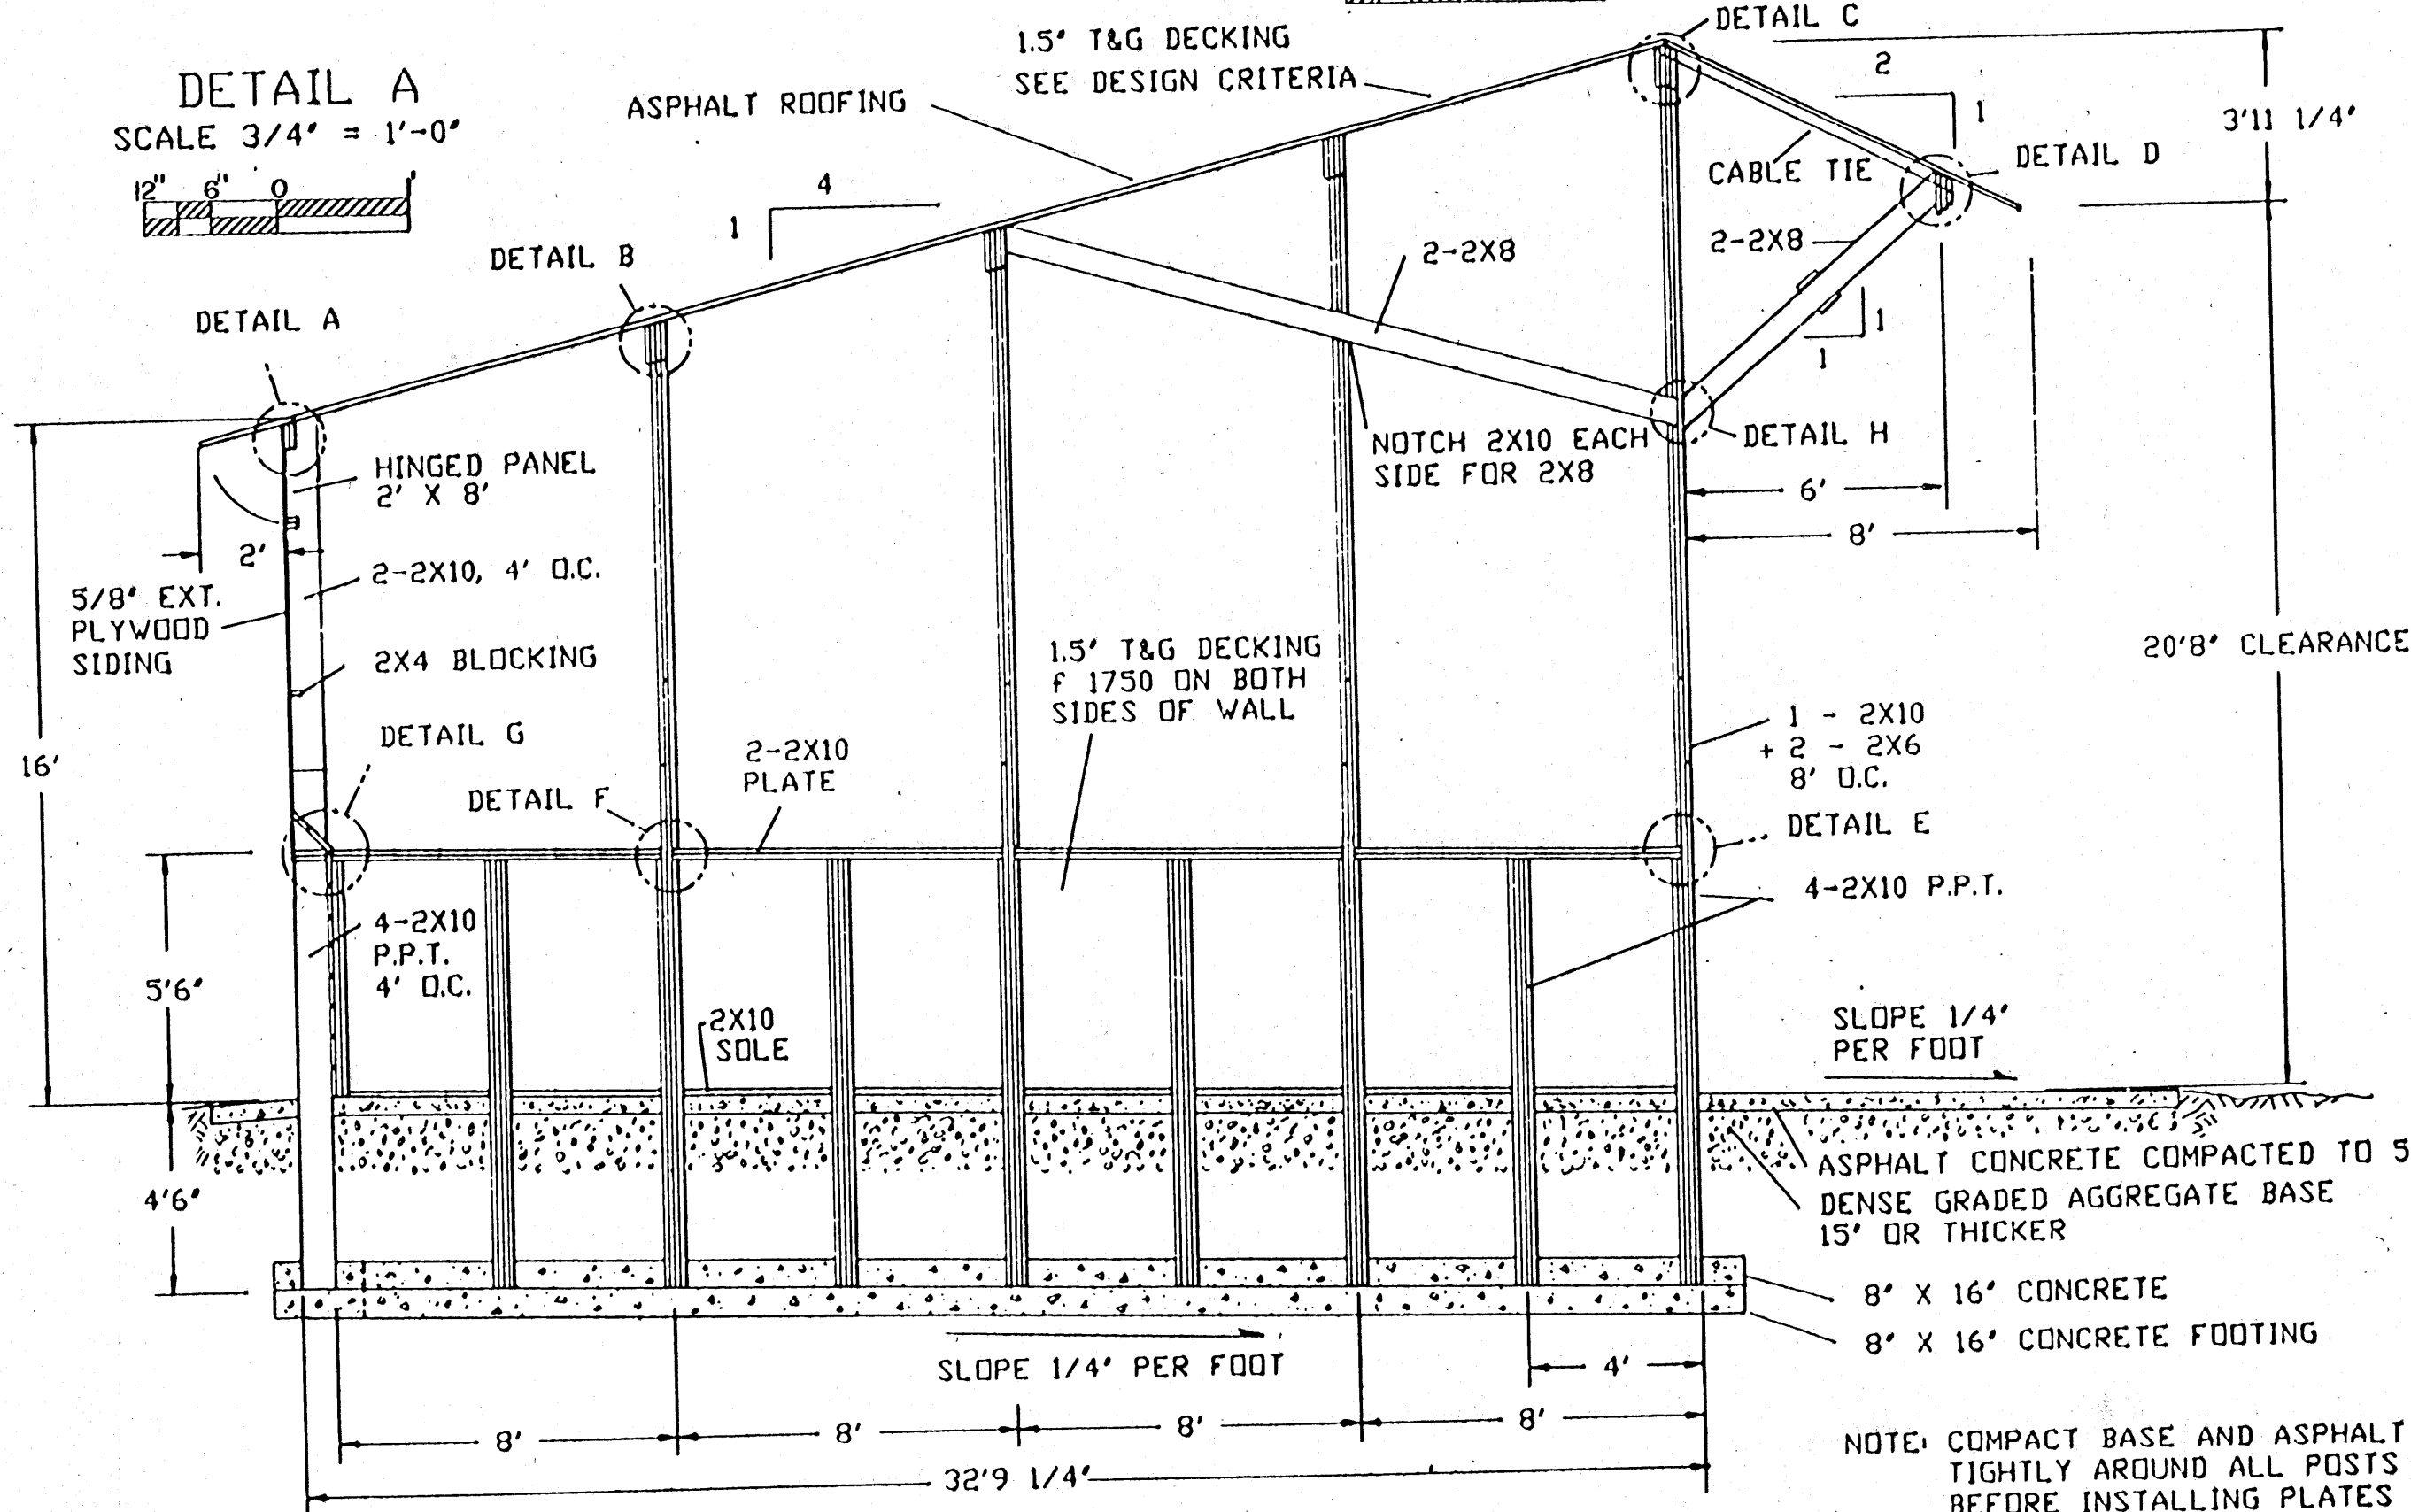 DETAIL A
SCALE 3/4" = 1'-0"
12" 6" 0 1'
ASPHALT ROOFING
1.5" T&G DECKING
SEE DESIGN CRITERIA
DETAIL C
2
1
3'11 1/4"
CABLE TIE
DETAIL D
4
1
DETAIL B
2-2X8
2-2X8
DETAIL A
1
1
HINGED PANEL
2' X 8'
NOTCH 2X10 EACH
SIDE FOR 2X8
DETAIL H
6'
8'
2'
2-2X10, 4' O.C.
5/8" EXT.
PLYWOOD
SIDING
2X4 BLOCKING
1.5" T&G DECKING
f 1750 ON BOTH
SIDES OF WALL
20'8" CLEARANCE
16'
DETAIL G
2-2X10
PLATE
1 - 2X10
+ 2 - 2X6
8' O.C.
DETAIL F
DETAIL E
4-2X10 P.P.T.
4-2X10
P.P.T.
4' O.C.
5'6"
2X10
SOLE
SLOPE 1/4"
PER FOOT
4'6"
ASPHALT CONCRETE COMPACTED TO 5
DENSE GRADED AGGREGATE BASE
15" OR THICKER
8" X 16" CONCRETE
8" X 16" CONCRETE FOOTING
SLOPE 1/4" PER FOOT
4'
8'
8'
8'
8'
32'9 1/4"
NOTE: COMPACT BASE AND ASPHALT
TIGHTLY AROUND ALL POSTS
BEFORE INSTALLING PLATES